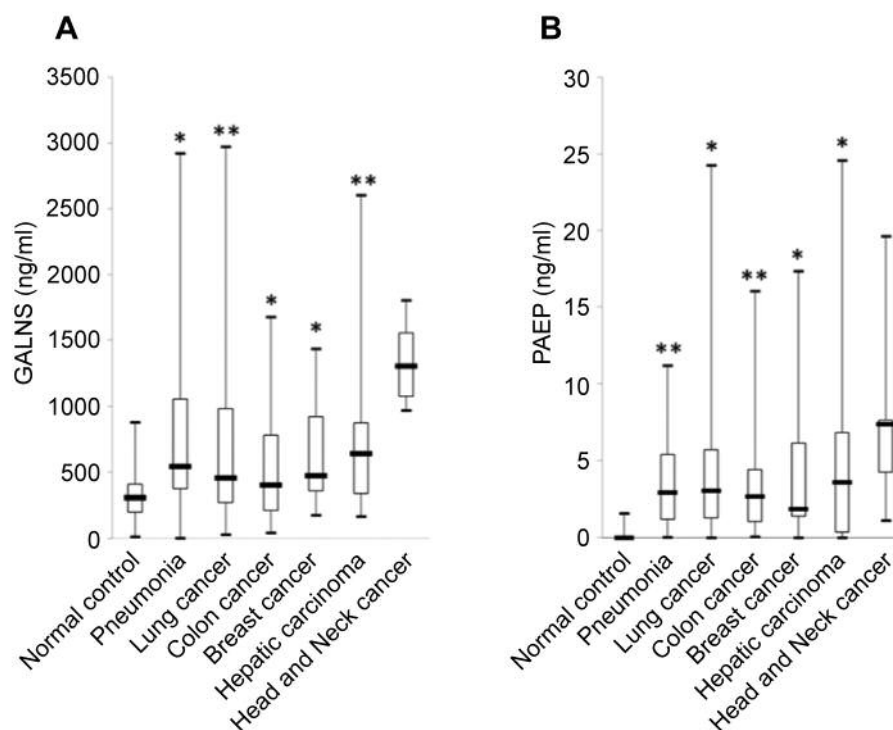 A
GALNS (ng/ml)
3500
3000
2500
2000
1500
1000
500
0
*
**
*
*
**
Normal control
Pneumonia
Lung cancer
Colon cancer
Breast cancer
Hepatic carcinoma
Head and Neck cancer
B
PAEP (ng/ml)
30
25
20
15
10
5
0
**
*
**
*
*
Normal control
Pneumonia
Lung cancer
Colon cancer
Breast cancer
Hepatic carcinoma
Head and Neck cancer